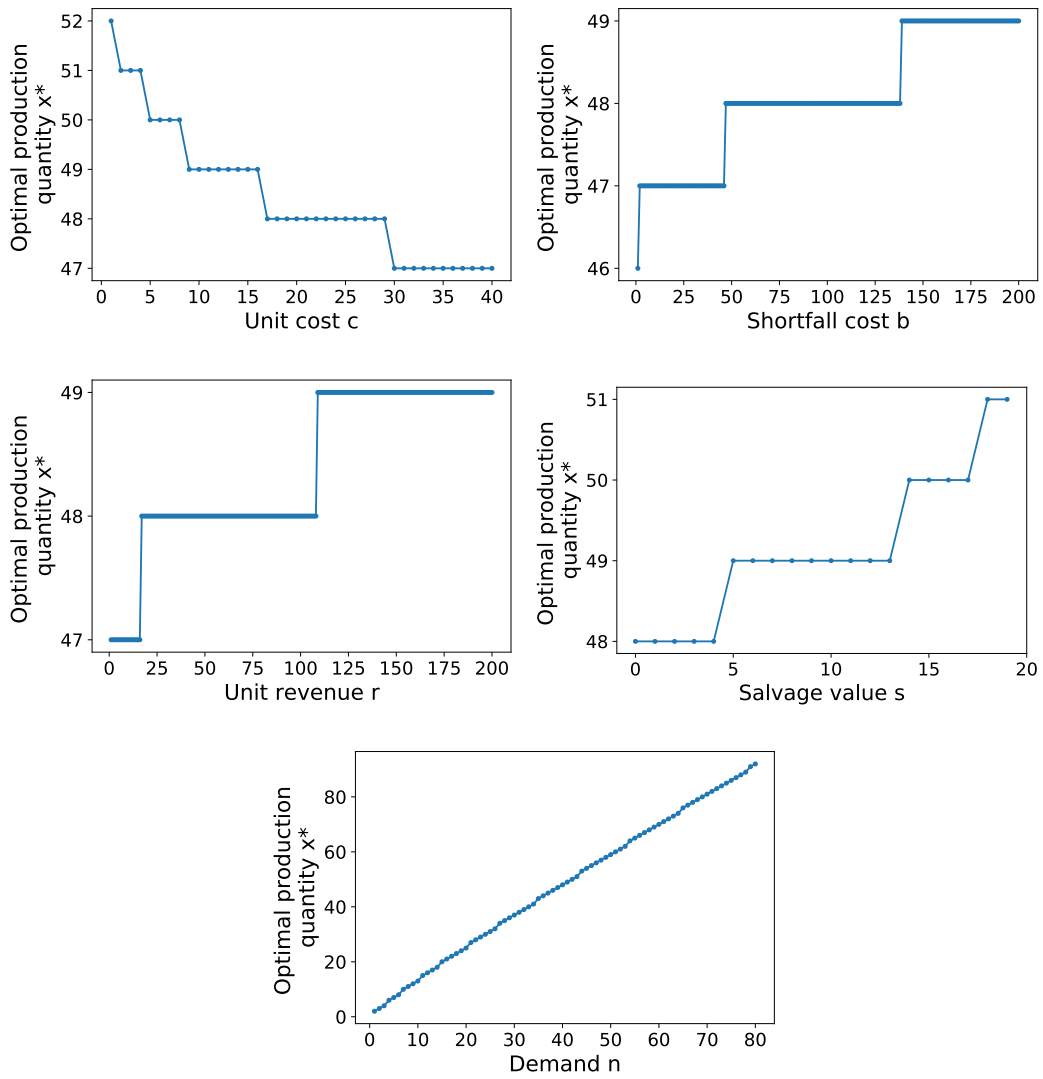 52
51
50
49
48
47
0 5 10 15 20 25 30 35 40
Unit cost c
Optimal production
quantity x*
49
48
47
46
0 25 50 75 100 125 150 175 200
Shortfall cost b
Optimal production
quantity x*
49
48
47
0 25 50 75 100 125 150 175 200
Unit revenue r
Optimal production
quantity x*
51
50
49
48
0 5 10 15 20
Salvage value s
Optimal production
quantity x*
80
60
40
20
0
0 10 20 30 40 50 60 70 80
Demand n
Optimal production
quantity x*